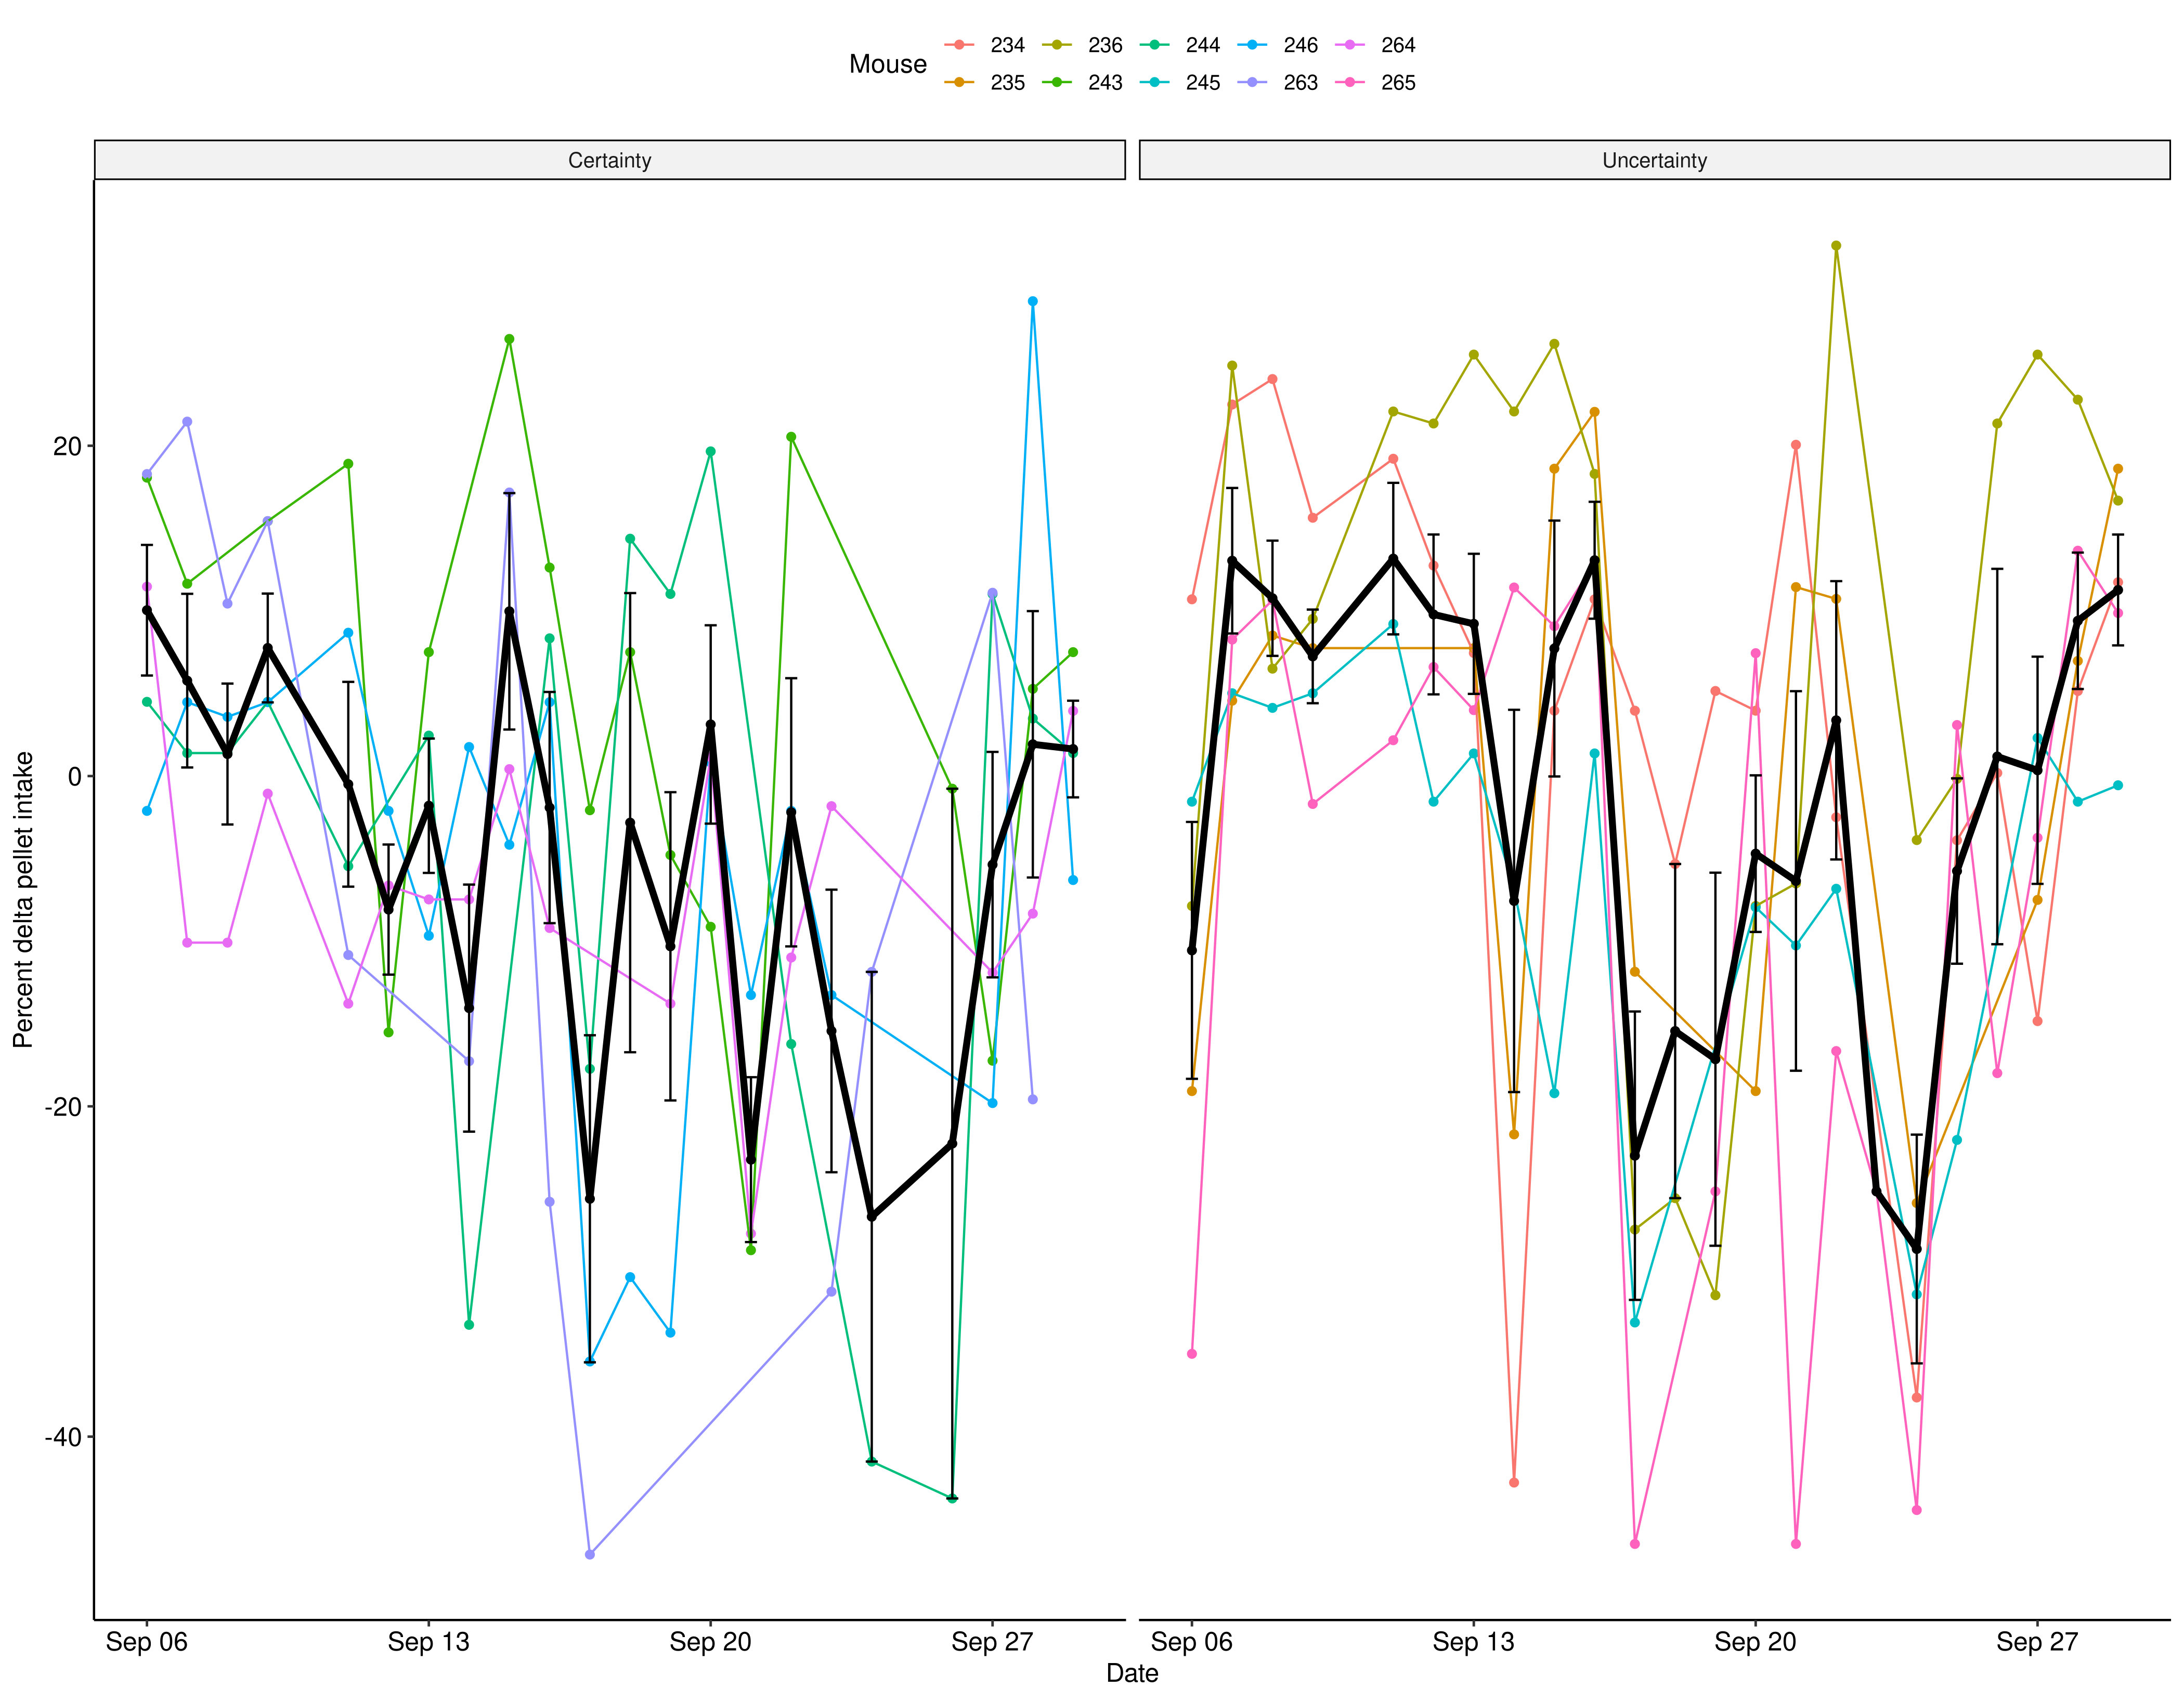 Mouse
234 236 244 246 264
235 243 245 263 265
Certainty Uncertainty
Percent delta pellet intake
20
0
-20
-40
Sep 06 Sep 13 Sep 20 Sep 27 Sep 06 Sep 13 Sep 20 Sep 27
Date